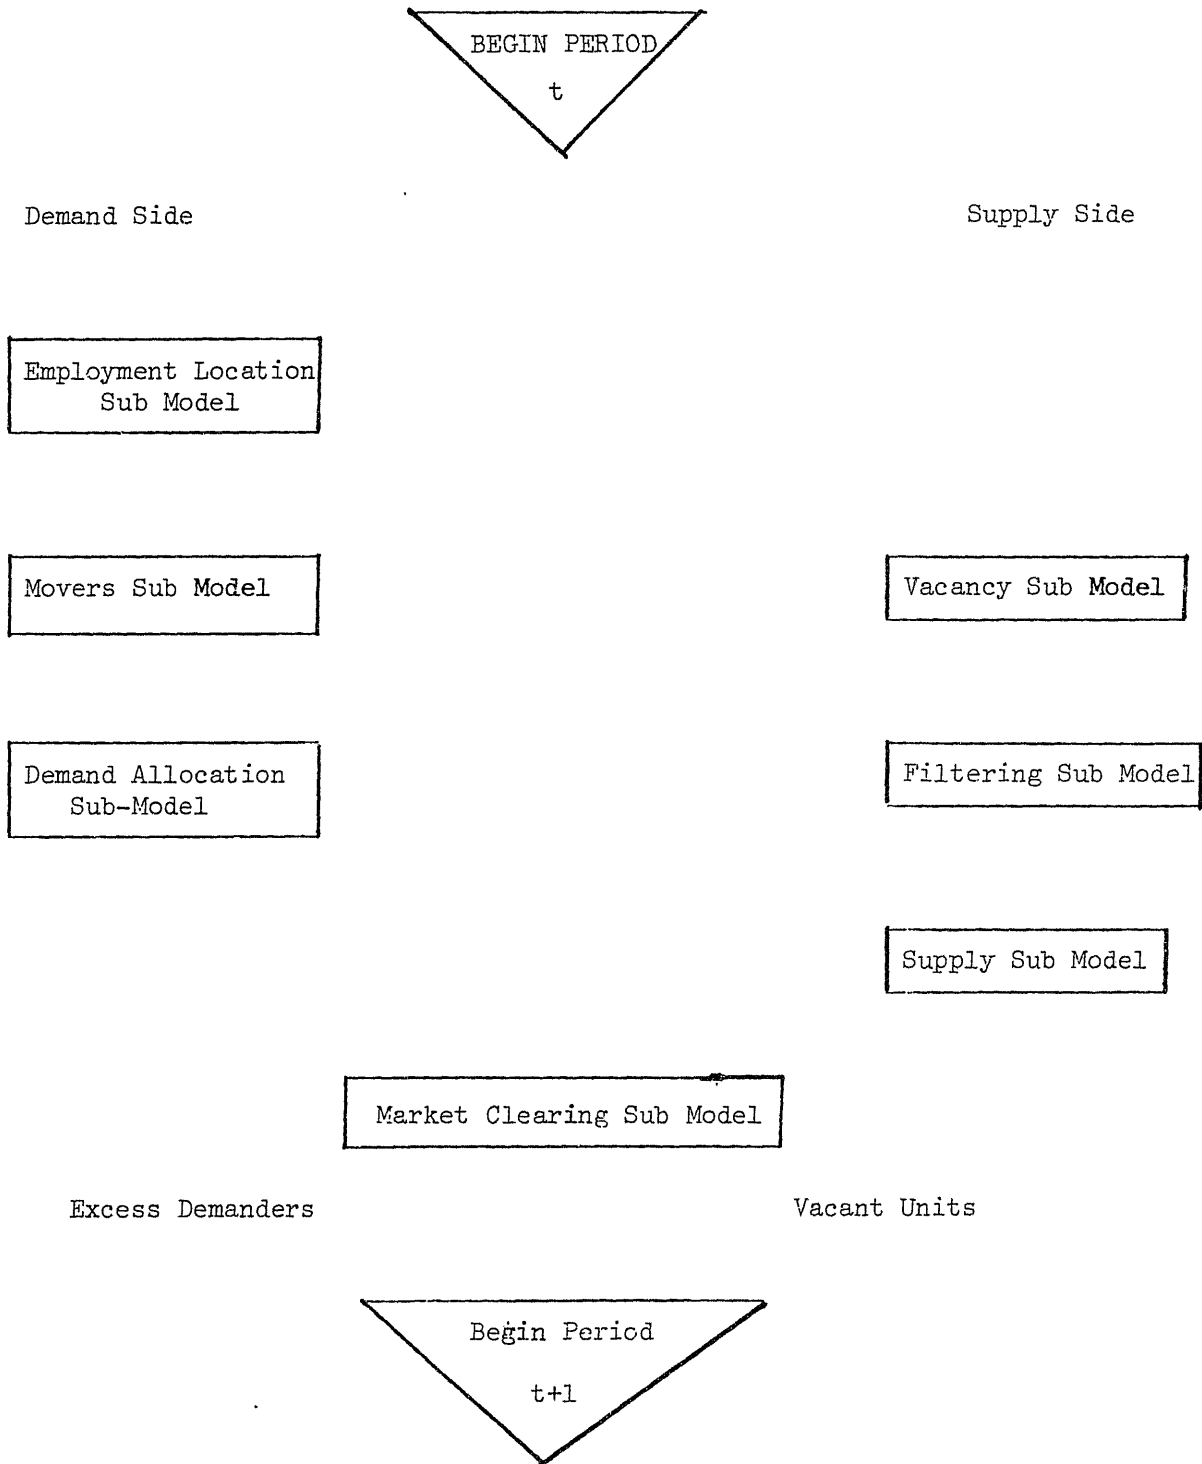 BEGIN PERIOD
t
Demand Side
Supply Side
Employment Location
Sub Model
Movers Sub Model
Vacancy Sub Model
Demand Allocation
Sub-Model
Filtering Sub Model
Supply Sub Model
Market Clearing Sub Model
Excess Demanders
Vacant Units
Begin Period
t+1